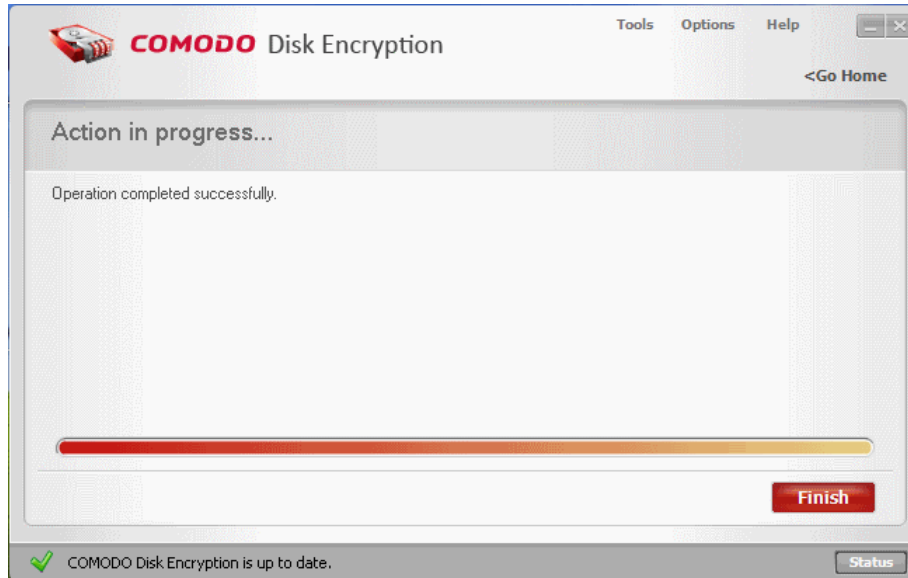 COMODO Disk Encryption
Tools Options Help
<Go Home
Action in progress...
Operation completed successfully.
Finish
COMODO Disk Encryption is up to date.
Status